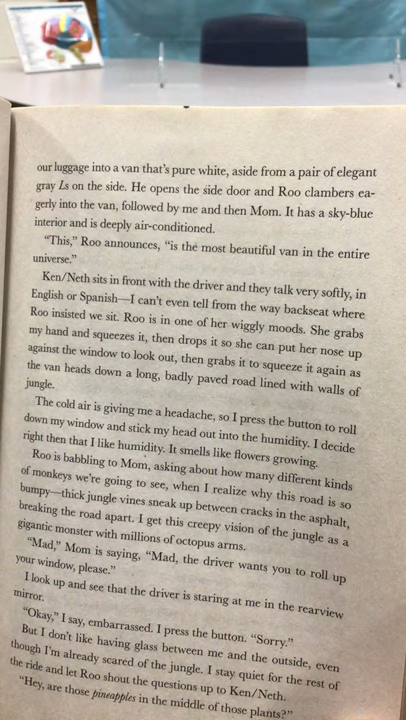 our luggage into a van that's pure white, aside from a pair of elegant
gray Ls on the side. He opens the side door and Roo clambers ea-
gerly into the van, followed by me and then Mom. It has a sky-blue
interior and is deeply air-conditioned.
"This," Roo announces, "is the most beautiful van in the entire
universe."
Ken/Neth sits in front with the driver and they talk very softly, in
English or Spanish—I can't even tell from the way backseat where
Roo insisted we sit. Roo is in one of her wiggly moods. She grabs
my hand and squeezes it, then drops it so she can put her nose up
against the window to look out, then grabs it to squeeze it again as
the van heads down a long, badly paved road lined with walls of
jungle.
The cold air is giving me a headache, so I press the button to roll
down my window and stick my head out into the humidity. I decide
right then that I like humidity. It smells like flowers growing.
Roo is babbling to Mom, asking about how many different kinds
of monkeys we're going to see, when I realize why this road is so
bumpy—thick jungle vines sneak up between cracks in the asphalt,
breaking the road apart. I get this creepy vision of the jungle as a
gigantic monster with millions of octopus arms.
"Mad," Mom is saying, "Mad, the driver wants you to roll up
your window, please."
I look up and see that the driver is staring at me in the rearview
mirror.
"Okay," I say, embarrassed. I press the button. "Sorry."
But I don't like having glass between me and the outside, even
though I'm already scared of the jungle. I stay quiet for the rest of
the ride and let Roo shout the questions up to Ken/Neth.
"Hey, are those pineapples in the middle of those plants?"